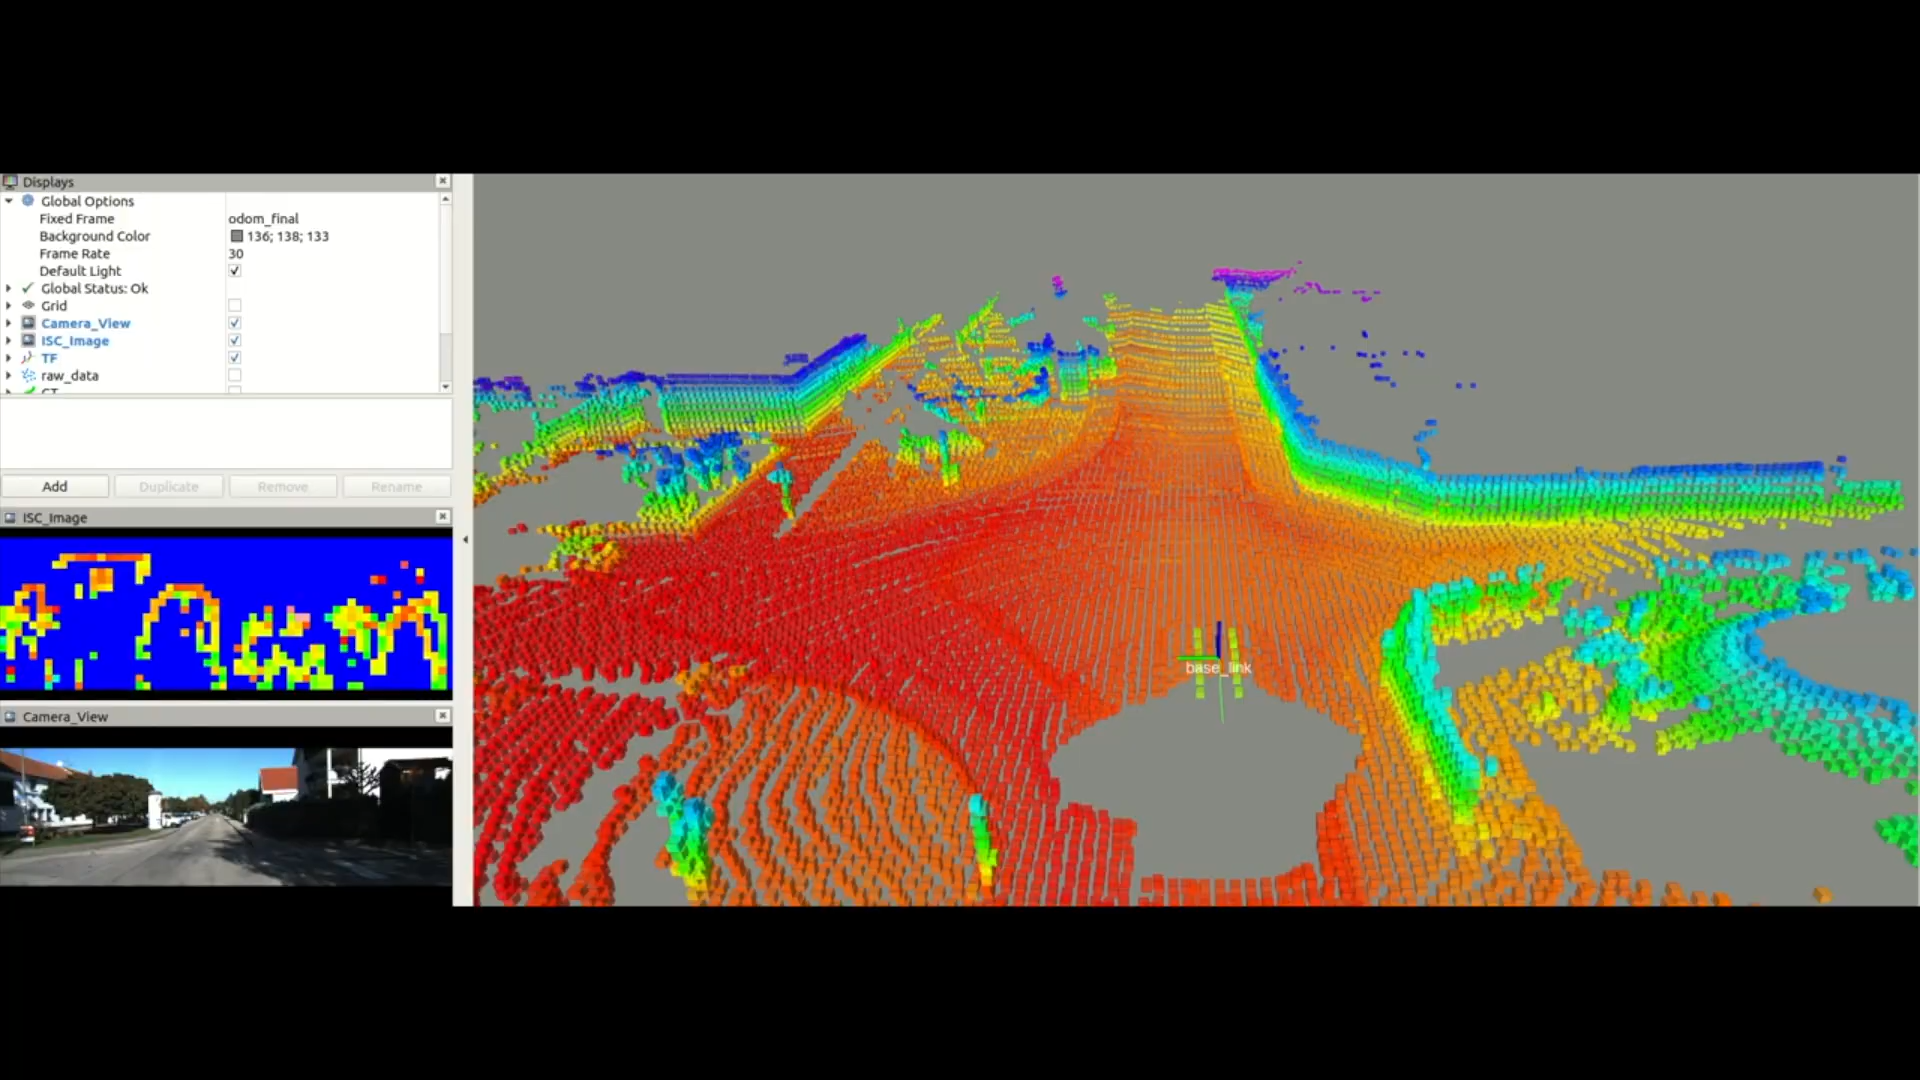 Displays
Global Options
Fixed Frame odom_final
Background Color 136; 138; 133
Frame Rate 30
Default Light
Global Status: Ok
Grid
Camera_View
ISC_Image
TF
raw_data
Add Duplicate Remove Rename
ISC_Image
Camera_View
base_link